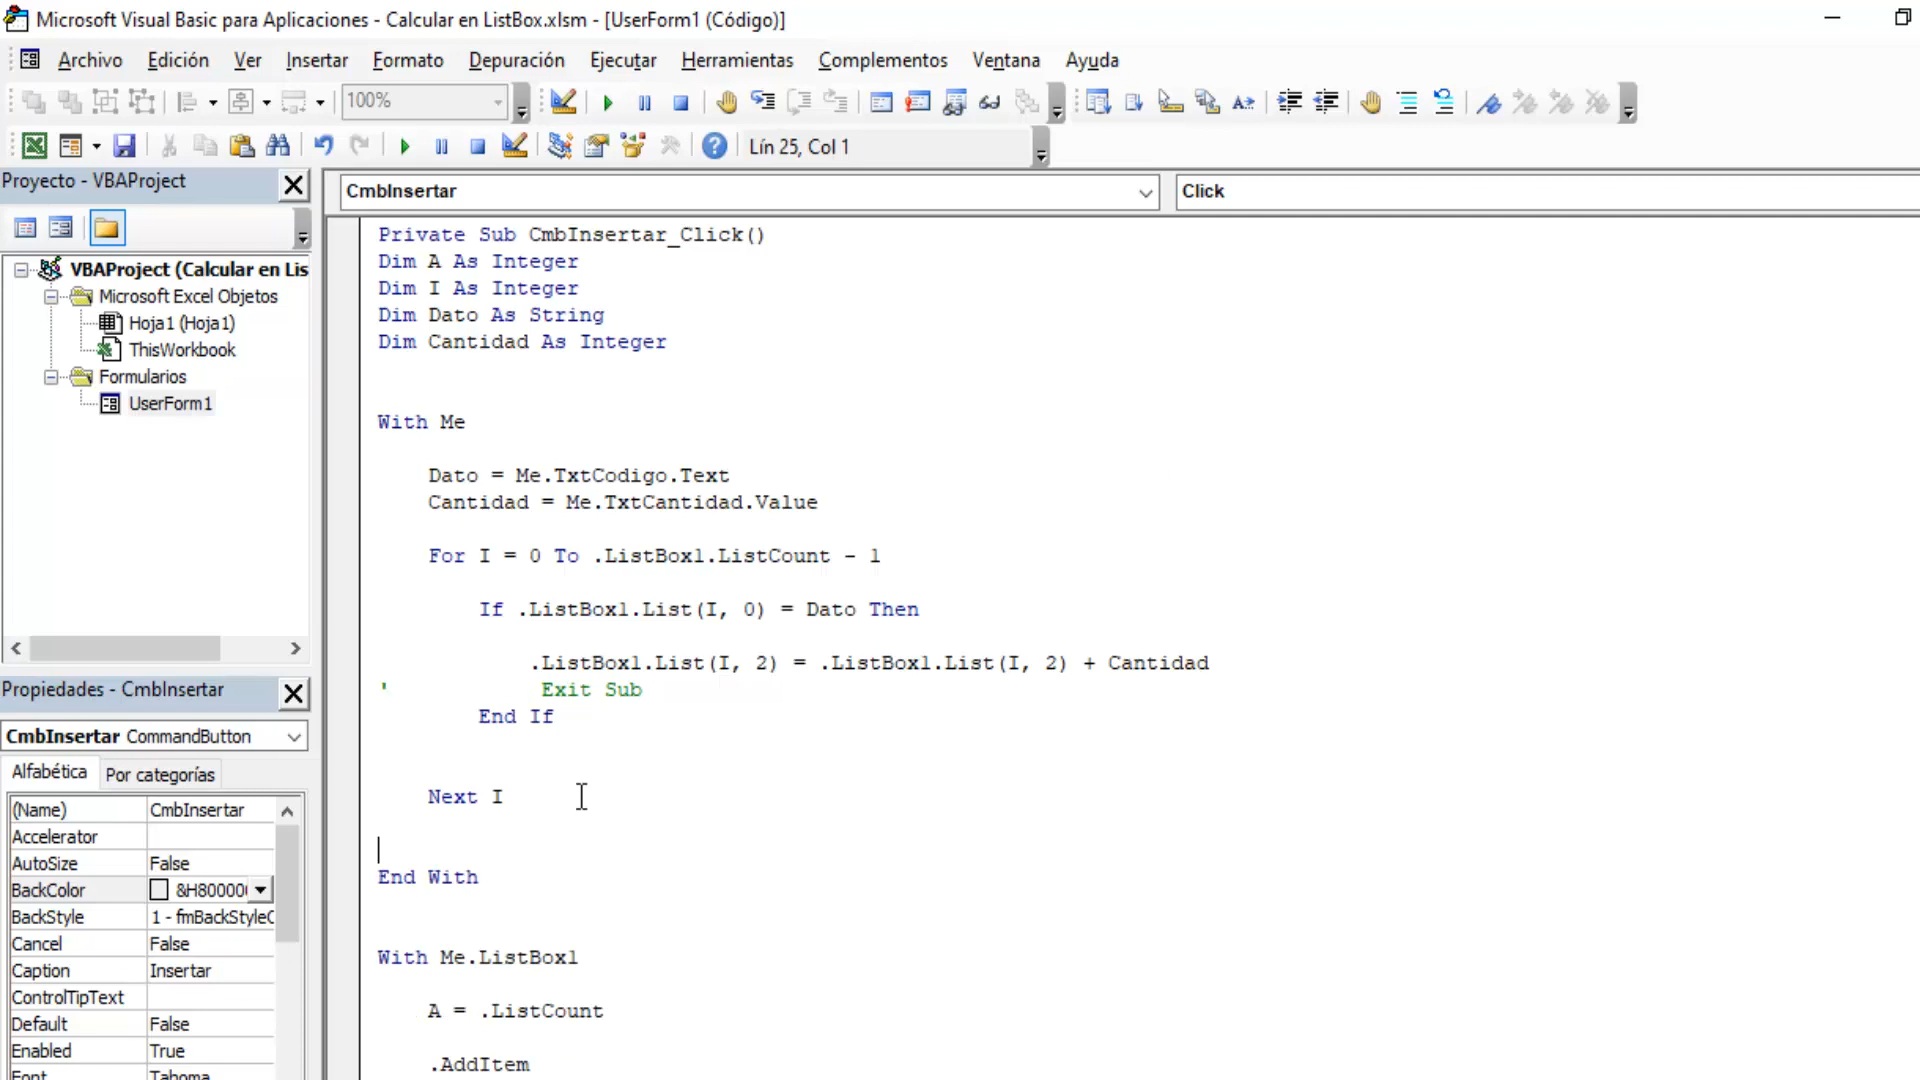 Microsoft Visual Basic para Aplicaciones - Calcular en ListBox.xlsm - [UserForm1 (Código)]
Archivo Edición Ver Insertar Formato Depuración Ejecutar Herramientas Complementos Ventana Ayuda
100%
Lín 25, Col 1
Proyecto - VBAProject
CmbInsertar
Click
VBAProject (Calcular en Lis
Microsoft Excel Objetos
Hoja1 (Hoja1)
ThisWorkbook
Formularios
UserForm1
Propiedades - CmbInsertar
CmbInsertar CommandButton
Alfabética Por categorías
(Name) CmbInsertar
Accelerator
AutoSize False
BackColor &H80000
BackStyle 1 - fmBackStyleO
Cancel False
Caption Insertar
ControlTipText
Default False
Enabled True
Font Tahoma
Private Sub CmbInsertar_Click()
Dim A As Integer
Dim I As Integer
Dim Dato As String
Dim Cantidad As Integer
With Me
Dato = Me.TxtCodigo.Text
Cantidad = Me.TxtCantidad.Value
For I = 0 To .ListBox1.ListCount - 1
If .ListBox1.List(I, 0) = Dato Then
.ListBox1.List(I, 2) = .ListBox1.List(I, 2) + Cantidad
' Exit Sub
End If
Next I
End With
With Me.ListBox1
A = .ListCount
.AddItem